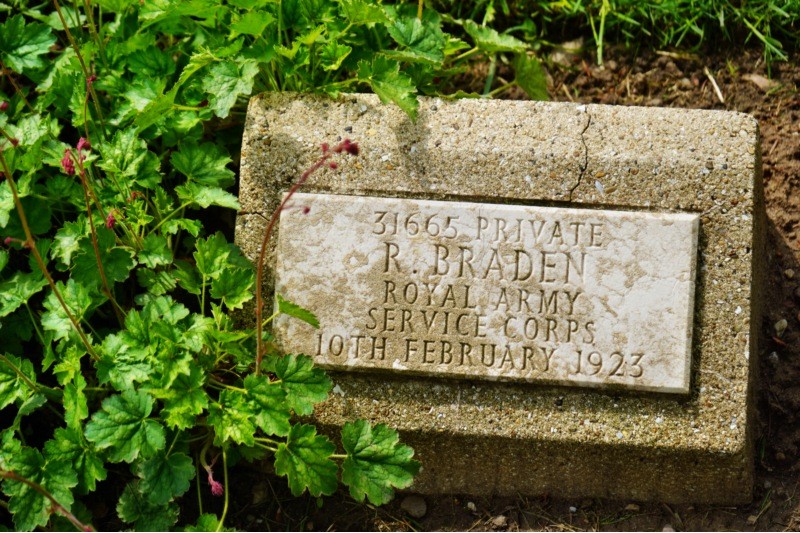 31665 PRIVATE
R. BRADEN
ROYAL ARMY
SERVICE CORPS
10TH FEBRUARY 1923